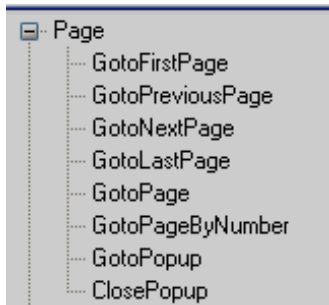 Page
GotoFirstPage
GotoPreviousPage
GotoNextPage
GotoLastPage
GotoPage
GotoPageByNumber
GotoPopup
ClosePopup